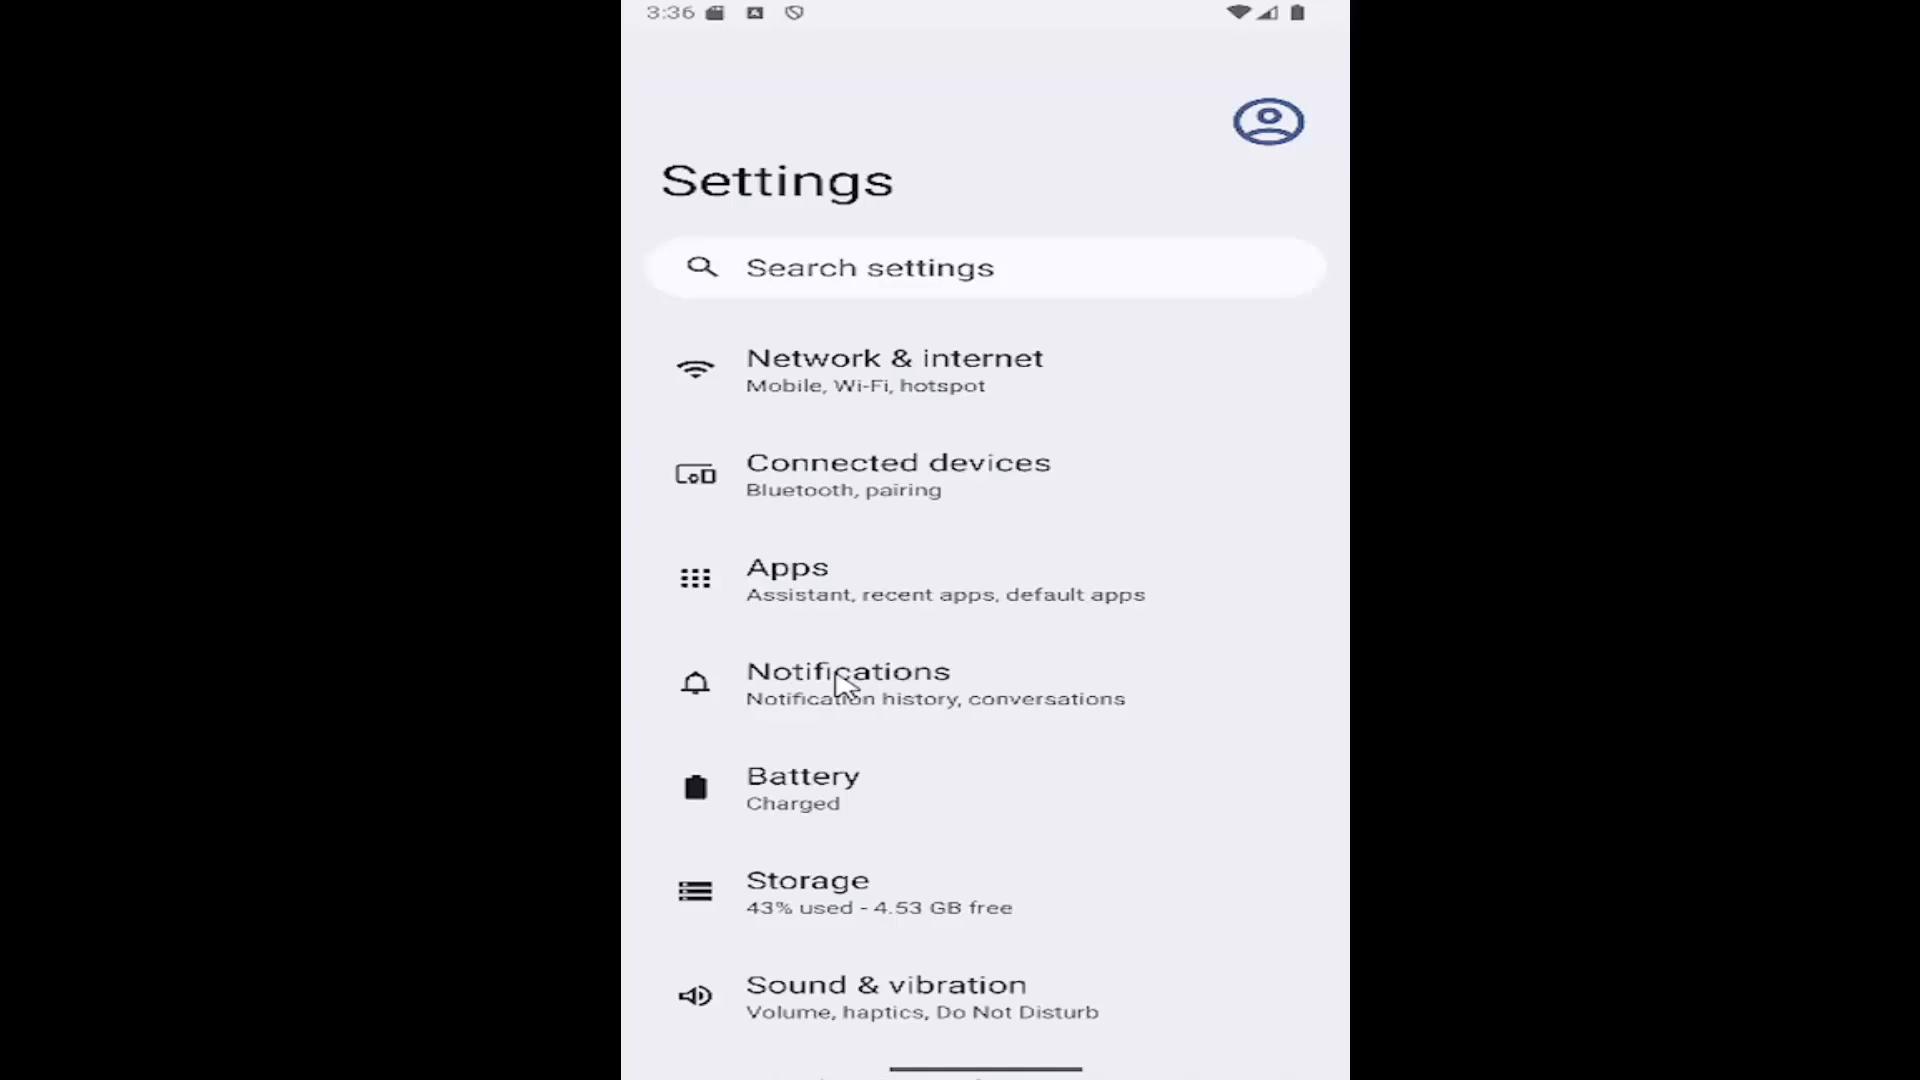 3:36
Settings
Search settings
Network & internet
Mobile, Wi-Fi, hotspot
Connected devices
Bluetooth, pairing
Apps
Assistant, recent apps, default apps
Notifications
Notification history, conversations
Battery
Charged
Storage
43% used - 4.53 GB free
Sound & vibration
Volume, haptics, Do Not Disturb